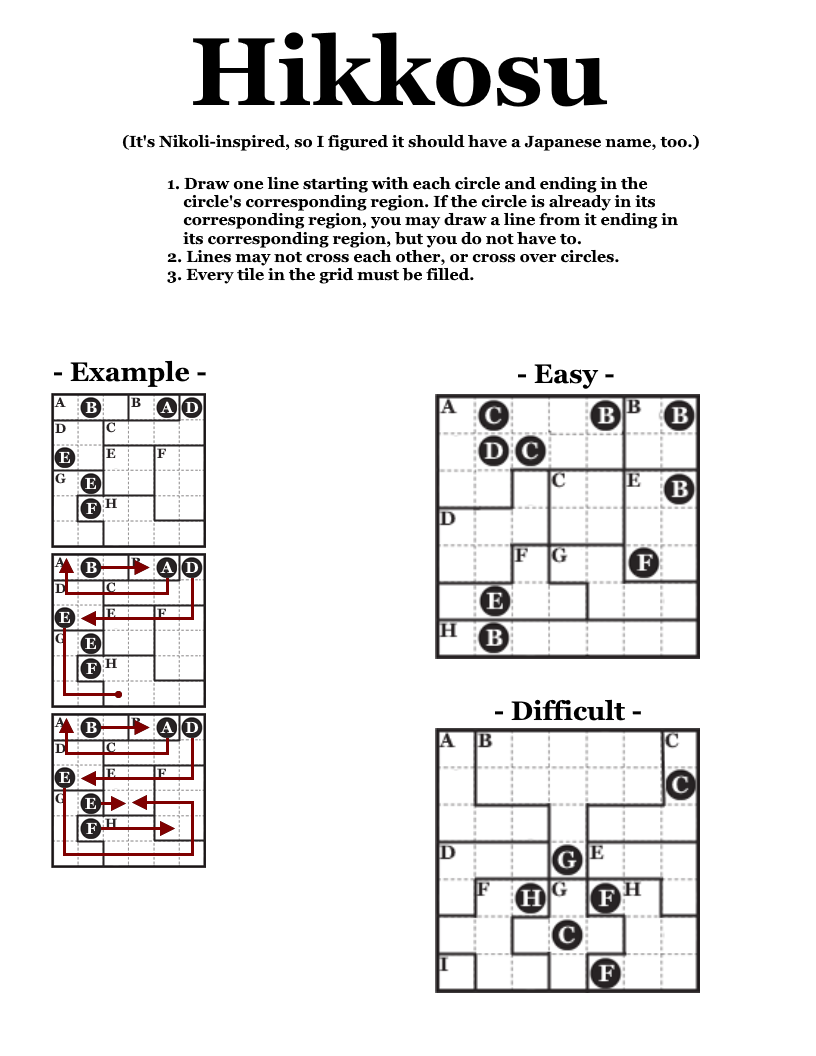 Hikkosu
(It's Nikoli-inspired, so I figured it should have a Japanese name, too.)
1. Draw one line starting with each circle and ending in the
circle's corresponding region. If the circle is already in its
corresponding region, you may draw a line from it ending in
its corresponding region, but you do not have to.
2. Lines may not cross each other, or cross over circles.
3. Every tile in the grid must be filled.
- Example -
A B B A D
D C
E E F
G E
F H
A B B A D
D C
E E F
G E
F H
A B B A D
D C
E E F
G E
F H
- Easy -
A C B B B
D C
C E B
D
F G F
E
H B
- Difficult -
A B C
C
D G E
F H G F H
C
I F